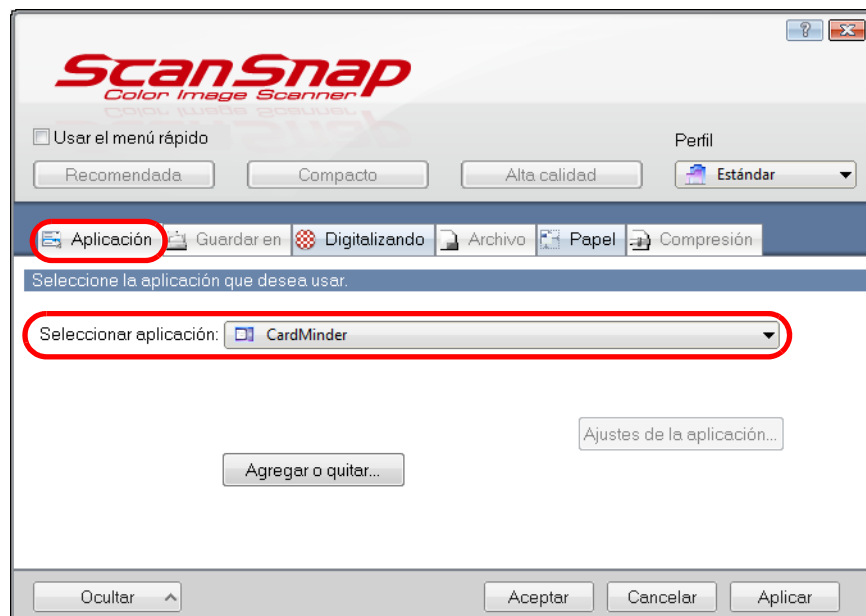 ScanSnap
Color Image Scanner
Usar el menú rápido
Perfil
Recomendada Compacto Alta calidad Estándar
Aplicación Guardar en Digitalizando Archivo Papel Compresión
Seleccione la aplicación que desea usar.
Seleccionar aplicación: CardMinder
Ajustes de la aplicación...
Agregar o quitar...
Ocultar Aceptar Cancelar Aplicar